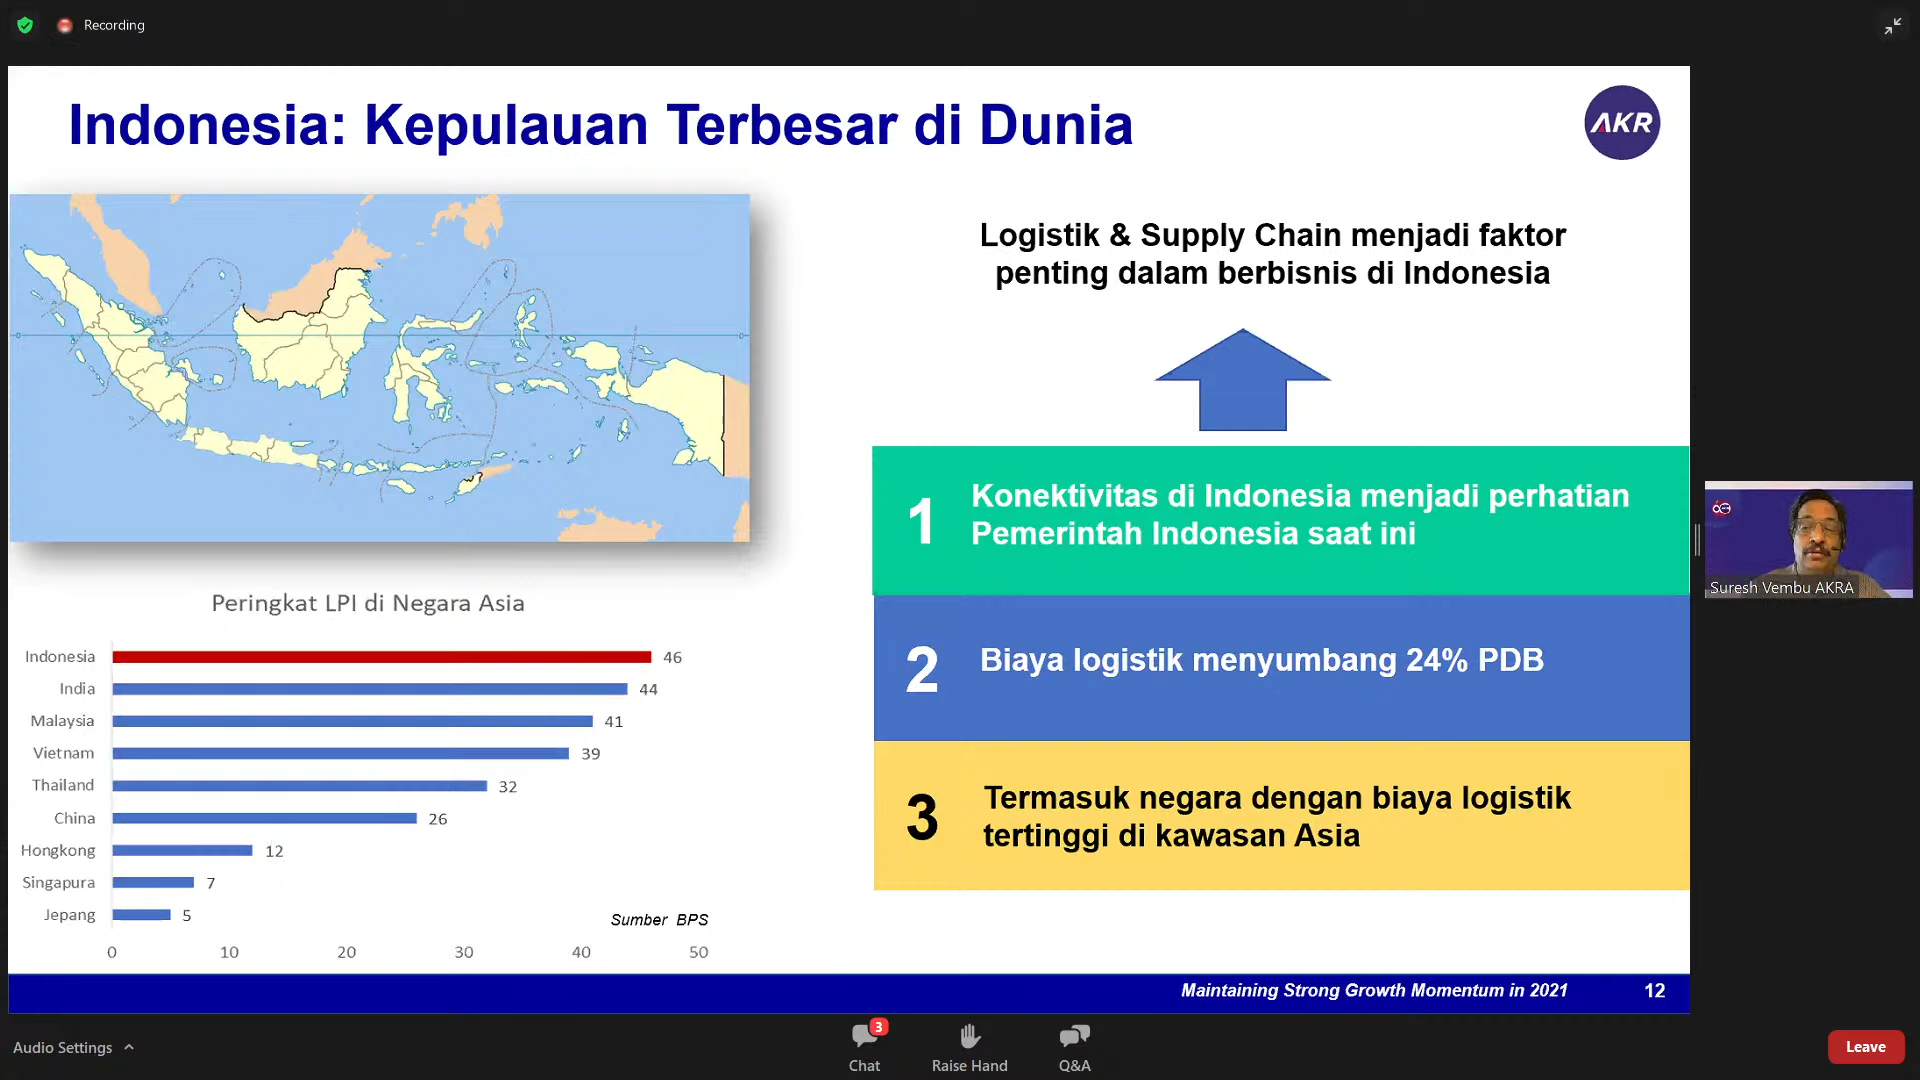 Recording
Indonesia: Kepulauan Terbesar di Dunia
AKR
Logistik & Supply Chain menjadi faktor
penting dalam berbisnis di Indonesia
1
Konektivitas di Indonesia menjadi perhatian
Pemerintah Indonesia saat ini
2
Biaya logistik menyumbang 24% PDB
3
Termasuk negara dengan biaya logistik
tertinggi di kawasan Asia
Peringkat LPI di Negara Asia
Indonesia 46
India 44
Malaysia 41
Vietnam 39
Thailand 32
China 26
Hongkong 12
Singapura 7
Jepang 5
Sumber BPS
0 10 20 30 40 50
Maintaining Strong Growth Momentum in 2021 12
Suresh Vembu AKRA
Audio Settings
3
Chat
Raise Hand
Q&A
Leave